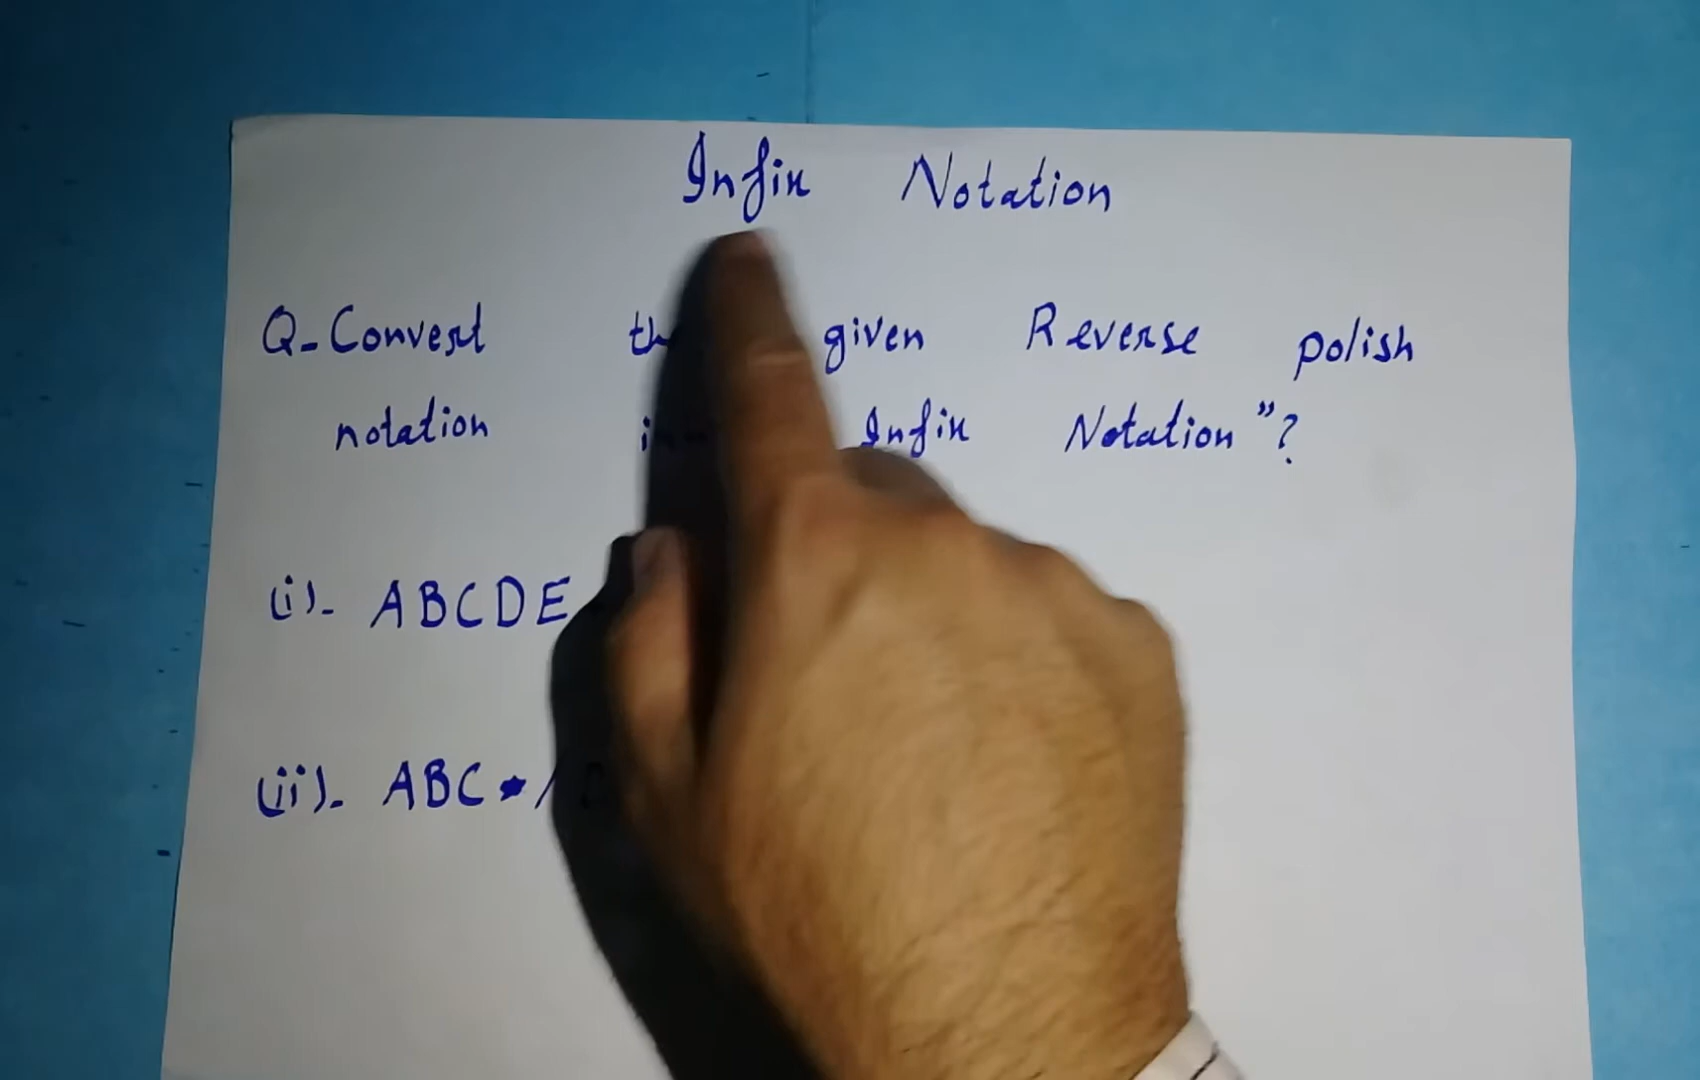 Infix Notation
Q-Convert given Reverse polish
notation Infix Notation"?
(i)- ABCDE
(ii)- ABC*/